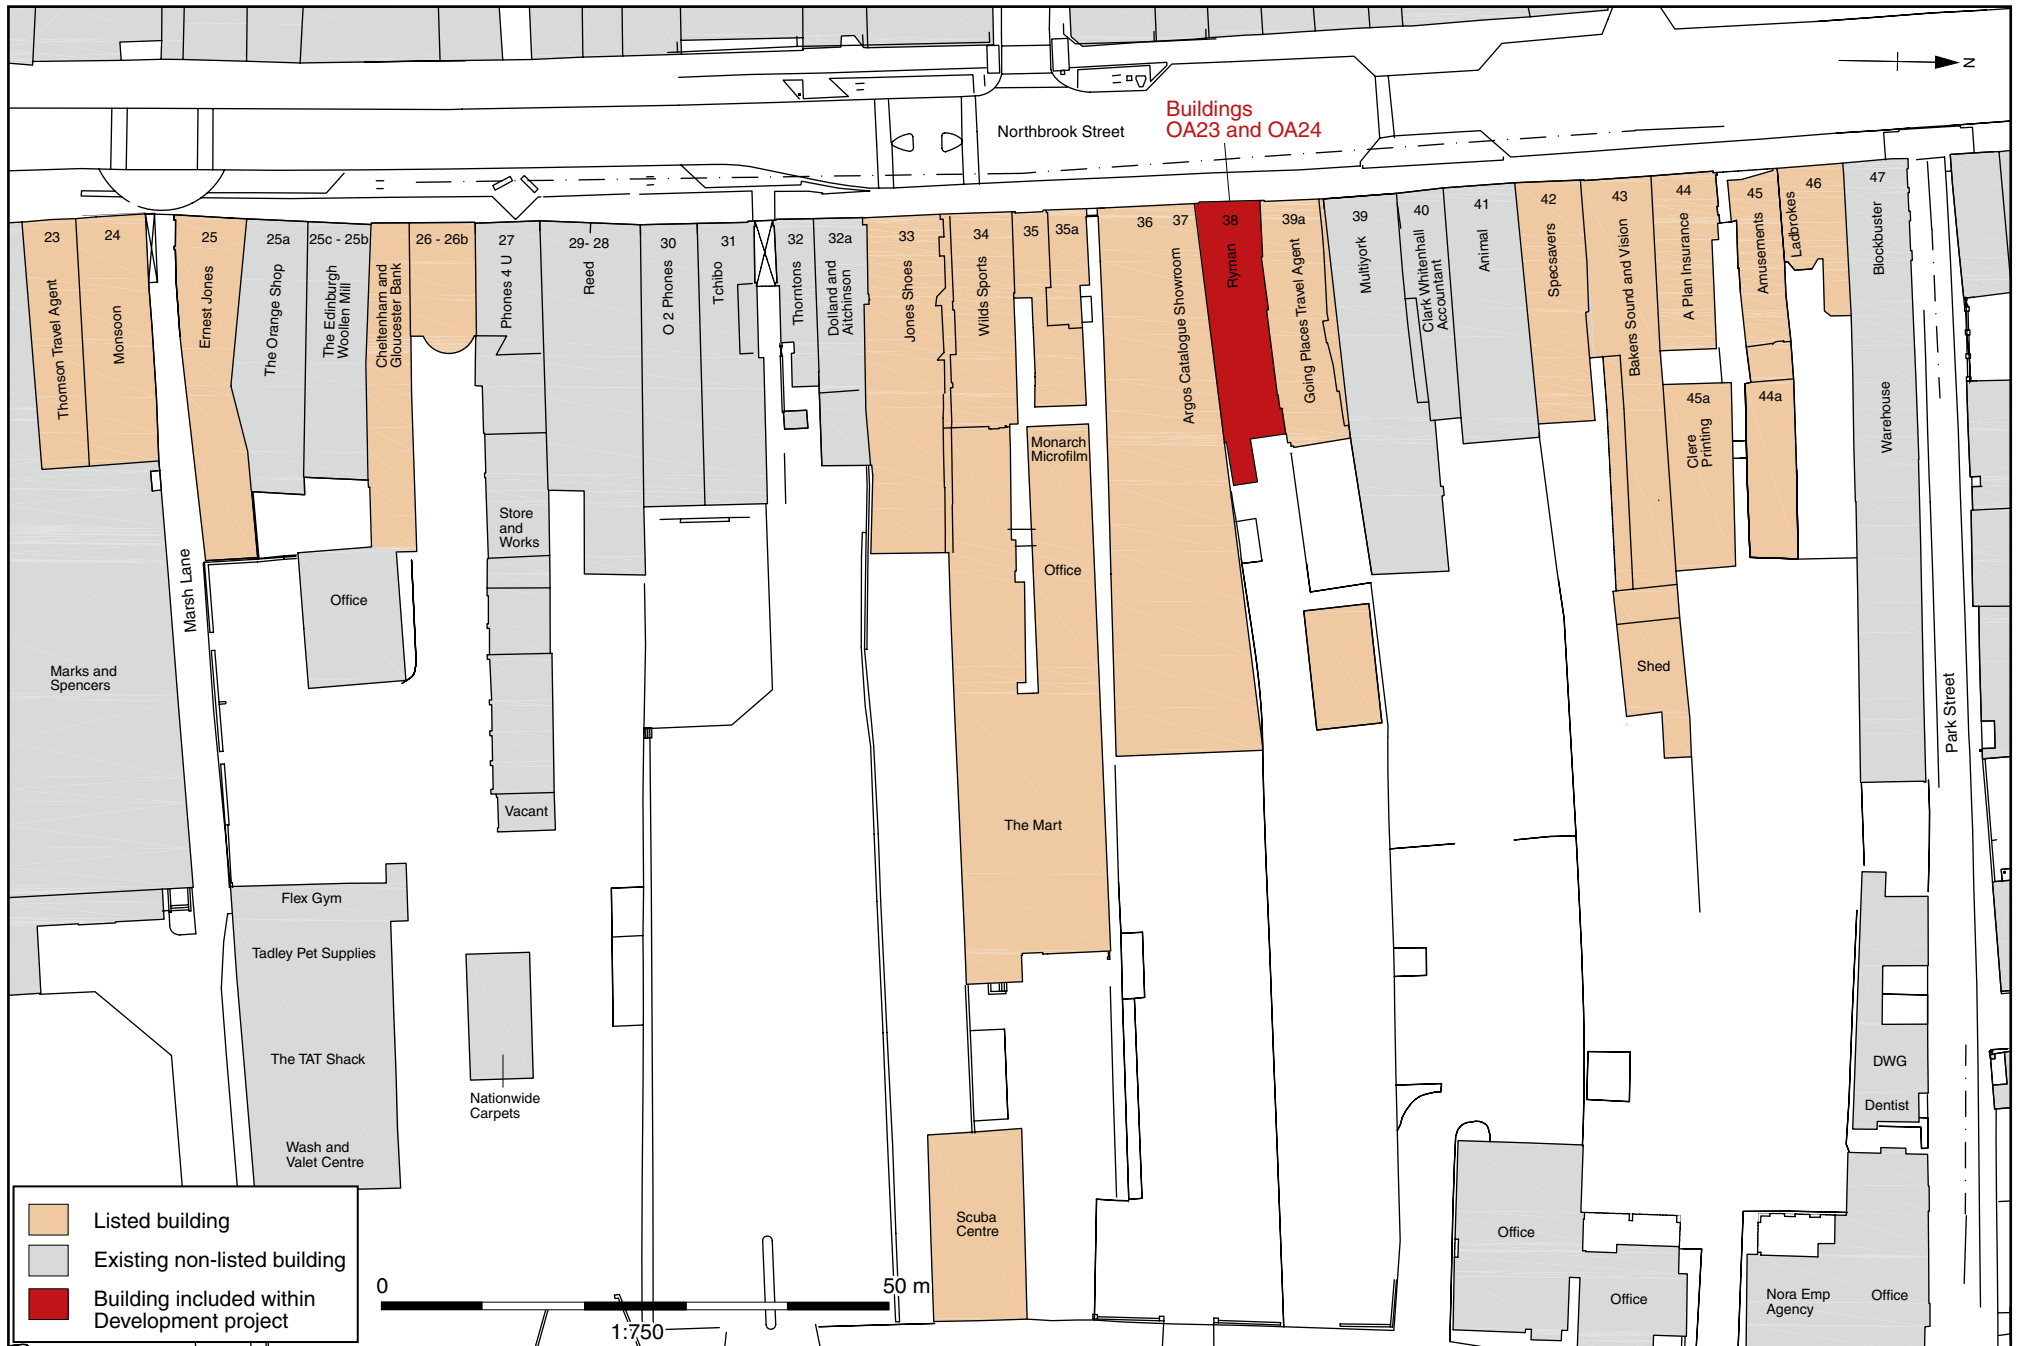 N
Northbrook Street
Buildings
OA23 and OA24
23
Thomson Travel Agent
24
Monsoon
25
Ernest Jones
25a
The Orange Shop
25c - 25b
The Edinburgh
Woollen Mill
Cheltenham and
Gloucester Bank
26 - 26b
27
Phones 4 U
29- 28
Reed
30
O 2 Phones
31
Tchibo
32
Thorntons
32a
Dolland and
Aitchinson
33
Jones Shoes
34
Wilds Sports
35
35a
36
37
Argos Catalogue Showroom
38
Ryman
39a
Going Places Travel Agent
39
Multiyork
40
Clark Whitenhall
Accountant
41
Animal
42
Specsavers
43
Bakers Sound and Vision
44
A Plan Insurance
45
Amusements
46
Ladbrokes
47
Blockbuster
Warehouse
45a
Clere
Printing
44a
Monarch
Microfilm
Office
Store
and
Works
Office
Marsh Lane
Marks and
Spencers
Shed
Park Street
Vacant
The Mart
Flex Gym
Tadley Pet Supplies
The TAT Shack
Wash and
Valet Centre
Nationwide
Carpets
DWG
Dentist
Scuba
Centre
Office
Office
Nora Emp
Agency
Office
Listed building
Existing non-listed building
Building included within
Development project
0
50 m
1:750